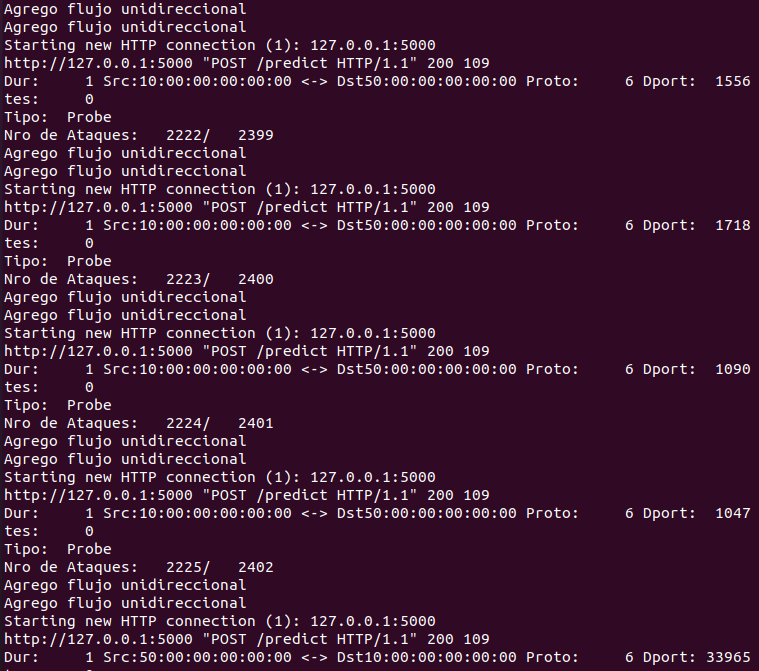 Agrego flujo unidireccional
Agrego flujo unidireccional
Starting new HTTP connection (1): 127.0.0.1:5000
http://127.0.0.1:5000 "POST /predict HTTP/1.1" 200 109
Dur:     1 Src:10:00:00:00:00:00 <-> Dst50:00:00:00:00:00 Proto:     6 Dport:  1556
tes:     0
Tipo:  Probe
Nro de Ataques:   2222/   2399
Agrego flujo unidireccional
Agrego flujo unidireccional
Starting new HTTP connection (1): 127.0.0.1:5000
http://127.0.0.1:5000 "POST /predict HTTP/1.1" 200 109
Dur:     1 Src:10:00:00:00:00:00 <-> Dst50:00:00:00:00:00 Proto:     6 Dport:  1718
tes:     0
Tipo:  Probe
Nro de Ataques:   2223/   2400
Agrego flujo unidireccional
Agrego flujo unidireccional
Starting new HTTP connection (1): 127.0.0.1:5000
http://127.0.0.1:5000 "POST /predict HTTP/1.1" 200 109
Dur:     1 Src:10:00:00:00:00:00 <-> Dst50:00:00:00:00:00 Proto:     6 Dport:  1090
tes:     0
Tipo:  Probe
Nro de Ataques:   2224/   2401
Agrego flujo unidireccional
Agrego flujo unidireccional
Starting new HTTP connection (1): 127.0.0.1:5000
http://127.0.0.1:5000 "POST /predict HTTP/1.1" 200 109
Dur:     1 Src:10:00:00:00:00:00 <-> Dst50:00:00:00:00:00 Proto:     6 Dport:  1047
tes:     0
Tipo:  Probe
Nro de Ataques:   2225/   2402
Agrego flujo unidireccional
Agrego flujo unidireccional
Starting new HTTP connection (1): 127.0.0.1:5000
http://127.0.0.1:5000 "POST /predict HTTP/1.1" 200 109
Dur:     1 Src:50:00:00:00:00:00 <-> Dst10:00:00:00:00:00 Proto:     6 Dport: 33965